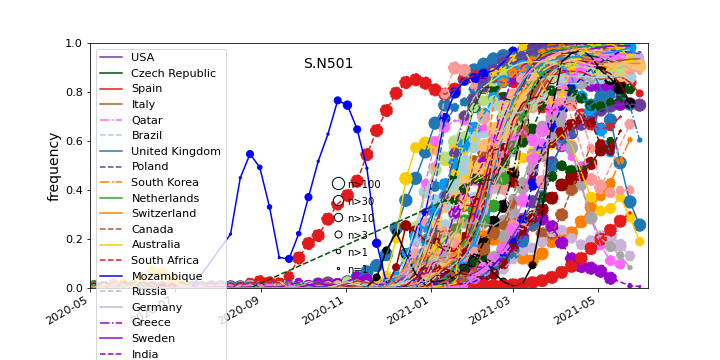 S.N501
frequency
1.0
0.8
0.6
0.4
0.2
0.0
USA
Czech Republic
Spain
Italy
Qatar
Brazil
United Kingdom
Poland
South Korea
Netherlands
Switzerland
Canada
Australia
South Africa
Mozambique
Russia
Germany
Greece
Sweden
India
n>100
n>30
n>10
n>3
n>1
n=1
2020-05
2020-09
2020-11
2021-01
2021-03
2021-05